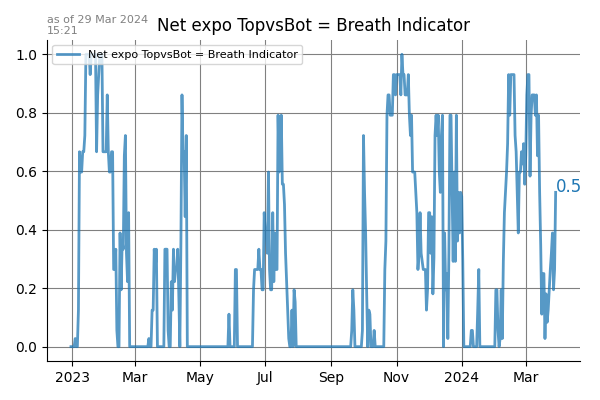 as of 29 Mar 2024
15:21
Net expo TopvsBot = Breath Indicator
Net expo TopvsBot = Breath Indicator
1.0
0.8
0.6
0.4
0.2
0.0
0.5
2023 Mar May Jul Sep Nov 2024 Mar